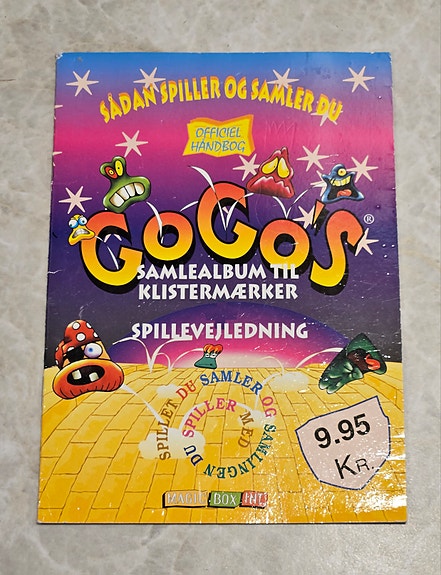 SÅDAN SPILLER OG SAMLER DU
OFFICIEL
HÅNDBOG
GOGO'S®
SAMLEALBUM TIL
KLISTERMÆRKER
SPILLEVEJLEDNING
SPILLET DU SAMLER OG SAMLINGEN
DU SPILLER MED
9.95
KR.
MAGIC BOX INT.